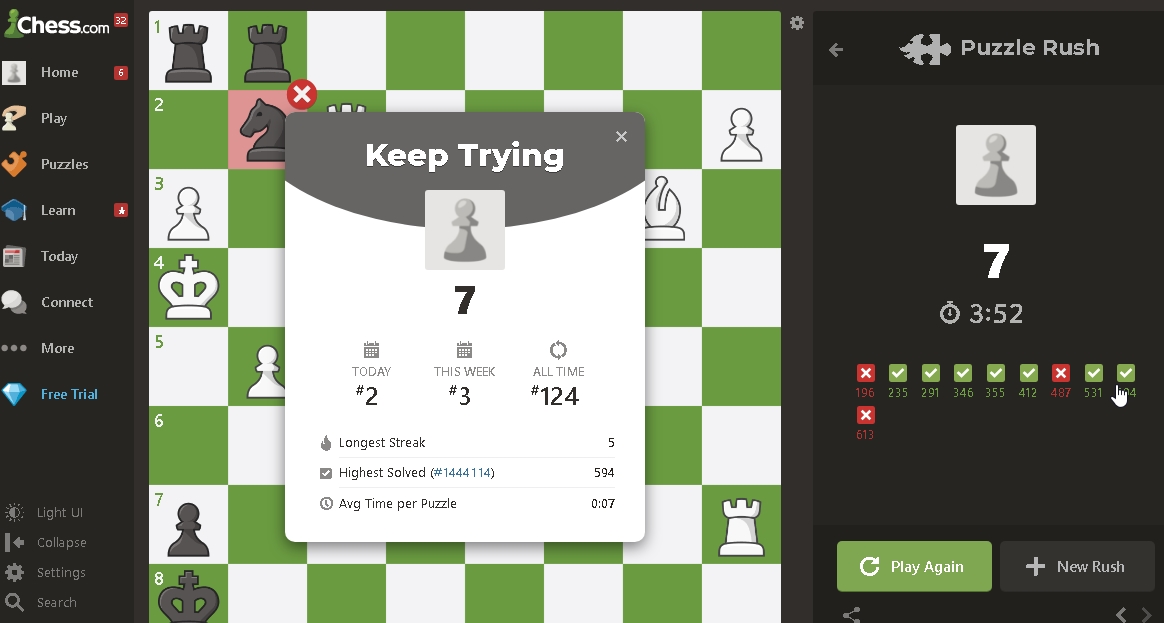 Chess.com 32
Home 6
Play
Puzzles
Learn
Today
Connect
More
Free Trial
Light UI
Collapse
Settings
Search
1
2
3
4
5
6
7
8
Keep Trying
×
7
TODAY THIS WEEK ALL TIME
#2 #3 #124
Longest Streak 5
Highest Solved (#1444114) 594
Avg Time per Puzzle 0:07
Puzzle Rush
7
3:52
196 235 291 346 355 412 487 531
613
Play Again
New Rush